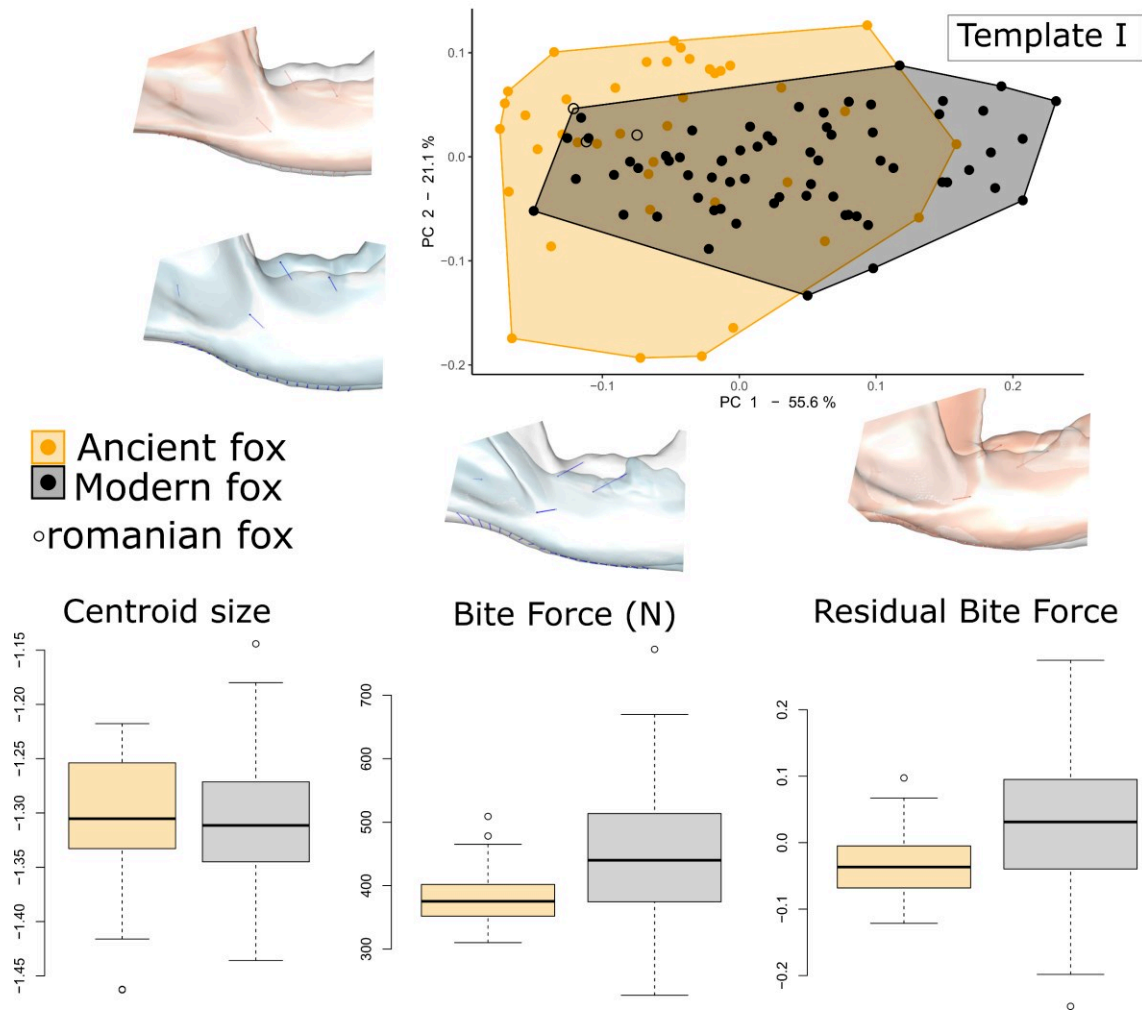 Template I
0.1
0.0
-0.1
-0.2
PC 2 - 21.1 %
-0.1
0.0
0.1
0.2
PC 1 - 55.6 %
Ancient fox
Modern fox
romanian fox
Centroid size
Bite Force (N)
Residual Bite Force
-1.15
-1.20
-1.25
-1.30
-1.35
-1.40
-1.45
700
600
500
400
300
0.2
0.1
0.0
-0.1
-0.2